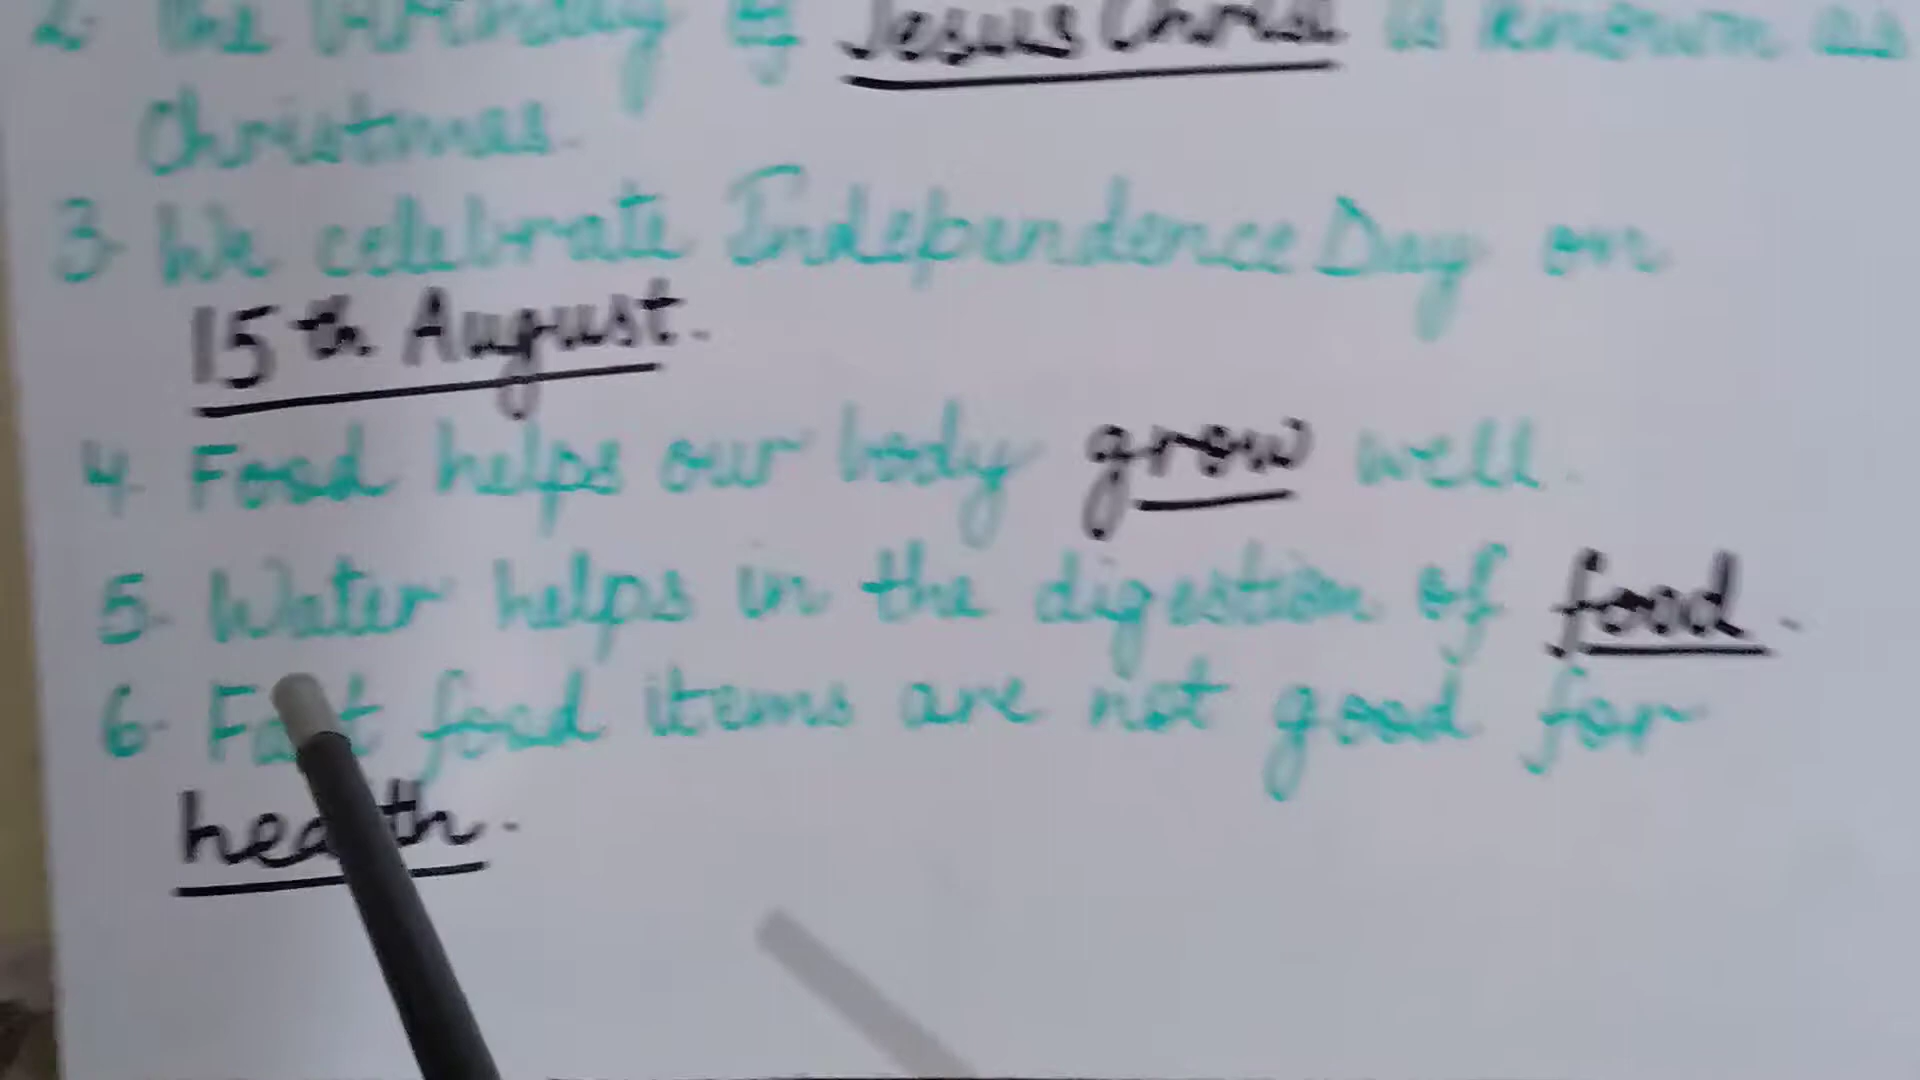 2- The birthday of Jesus Christ is known as
Christmas.
3- We celebrate Independence Day on
15th August.
4- Food helps our body grow well.
5- Water helps in the digestion of food.
6- Fast food items are not good for
health.